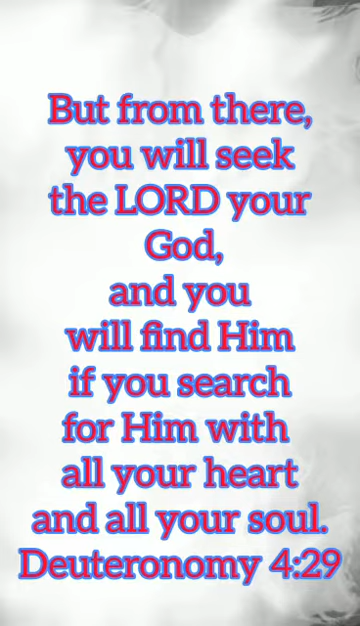 But from there,
you will seek
the LORD your
God,
and you
will find Him
if you search
for Him with
all your heart
and all your soul.
Deuteronomy 4:29